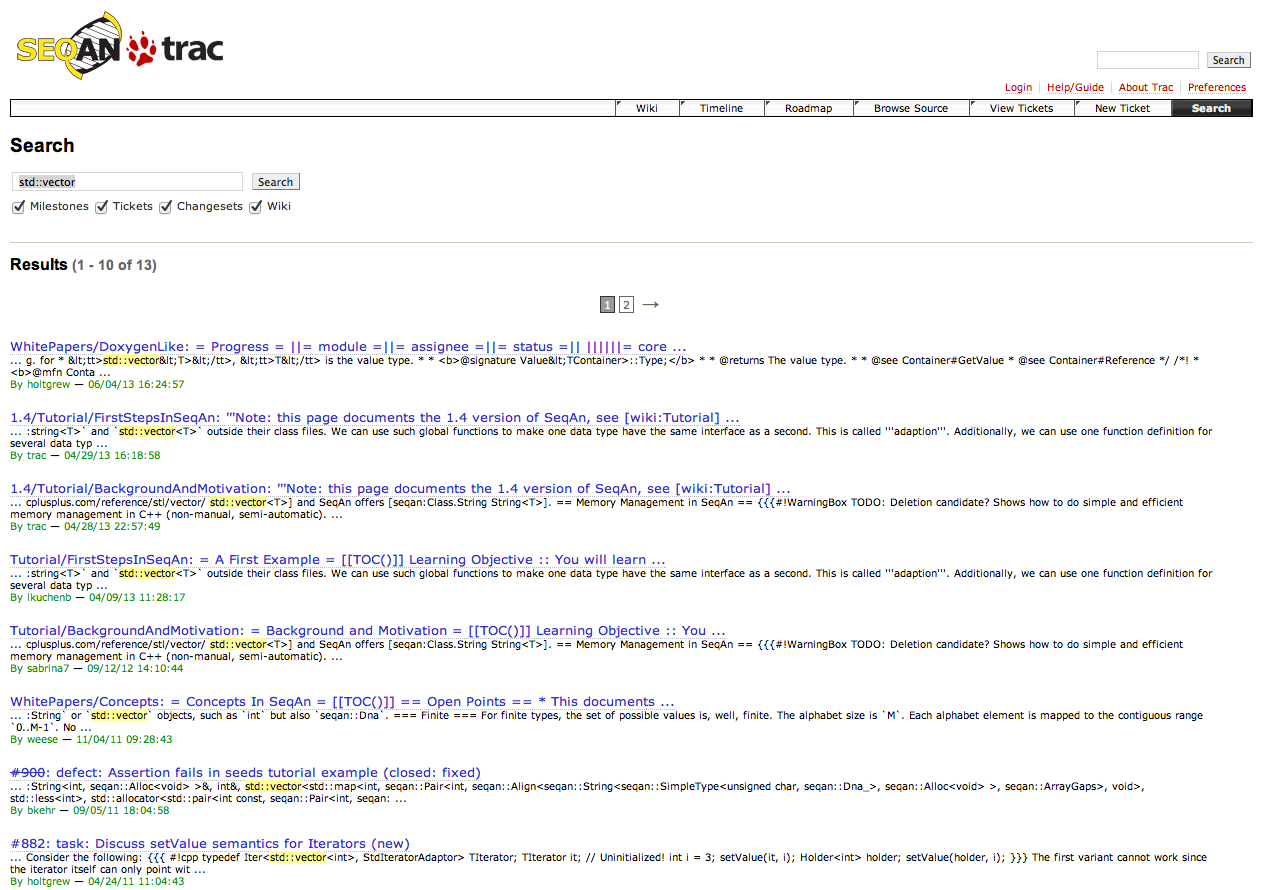 SEQAN trac
Search
Login Help/Guide About Trac Preferences
Wiki Timeline Roadmap Browse Source View Tickets New Ticket Search
Search
std::vector Search
Milestones Tickets Changesets Wiki
Results (1 - 10 of 13)
1 2 →
WhitePapers/DoxygenLike: = Progress = ||= module =||= assignee =||= status =|| ||||||= core ...
... g. for * &lt;tt>std::vector&lt;T>&lt;/tt>, &lt;tt>T&lt;/tt> is the value type. * * <b>@signature Value&lt;TContainer>::Type;</b> * * @returns The value type. * * @see Container#GetValue * @see Container#Reference */ /*! *
<b>@mfn Conta ...
By holtgrew — 06/04/13 16:24:57
1.4/Tutorial/FirstStepsInSeqAn: '''Note: this page documents the 1.4 version of SeqAn, see [wiki:Tutorial] ...
... :string<T>` and `std::vector<T>` outside their class files. We can use such global functions to make one data type have the same interface as a second. This is called '''adaption'''. Additionally, we can use one function definition for
several data typ ...
By trac — 04/29/13 16:18:58
1.4/Tutorial/BackgroundAndMotivation: '''Note: this page documents the 1.4 version of SeqAn, see [wiki:Tutorial] ...
... cplusplus.com/reference/stl/vector/ std::vector<T>] and SeqAn offers [seqan:Class.String String<T>]. == Memory Management in SeqAn == {{{#!WarningBox TODO: Deletion candidate? Shows how to do simple and efficient
memory management in C++ (non-manual, semi-automatic). ...
By trac — 04/28/13 22:57:49
Tutorial/FirstStepsInSeqAn: = A First Example = [[TOC()]] Learning Objective :: You will learn ...
... :string<T>` and `std::vector<T>` outside their class files. We can use such global functions to make one data type have the same interface as a second. This is called '''adaption'''. Additionally, we can use one function definition for
several data typ ...
By lkuchenb — 04/09/13 11:28:17
Tutorial/BackgroundAndMotivation: = Background and Motivation = [[TOC()]] Learning Objective :: You ...
... cplusplus.com/reference/stl/vector/ std::vector<T>] and SeqAn offers [seqan:Class.String String<T>]. == Memory Management in SeqAn == {{{#!WarningBox TODO: Deletion candidate? Shows how to do simple and efficient
memory management in C++ (non-manual, semi-automatic). ...
By sabrina7 — 09/12/12 14:10:44
WhitePapers/Concepts: = Concepts In SeqAn = [[TOC()]] == Open Points == * This documents ...
... :String` or `std::vector` objects, such as `int` but also `seqan::Dna`. === Finite === For finite types, the set of possible values is, well, finite. The alphabet size is `M`. Each alphabet element is mapped to the contiguous range
`0..M-1`. No ...
By weese — 11/04/11 09:28:43
#900: defect: Assertion fails in seeds tutorial example (closed: fixed)
... :String<int, seqan::Alloc<void> >&, int&, std::vector<std::map<int, seqan::Pair<int, seqan::Align<seqan::String<seqan::SimpleType<unsigned char, seqan::Dna_>, seqan::Alloc<void> >, seqan::ArrayGaps>, void>,
std::less<int>, std::allocator<std::pair<int const, seqan::Pair<int, seqan: ...
By bkehr — 09/05/11 18:04:58
#882: task: Discuss setValue semantics for Iterators (new)
... Consider the following: {{{ #!cpp typedef Iter<std::vector<int>, StdIteratorAdaptor> TIterator; TIterator it; // Uninitialized! int i = 3; setValue(it, i); Holder<int> holder; setValue(holder, i); }}} The first variant cannot work since
the iterator itself can only point wit ...
By holtgrew — 04/24/11 11:04:43